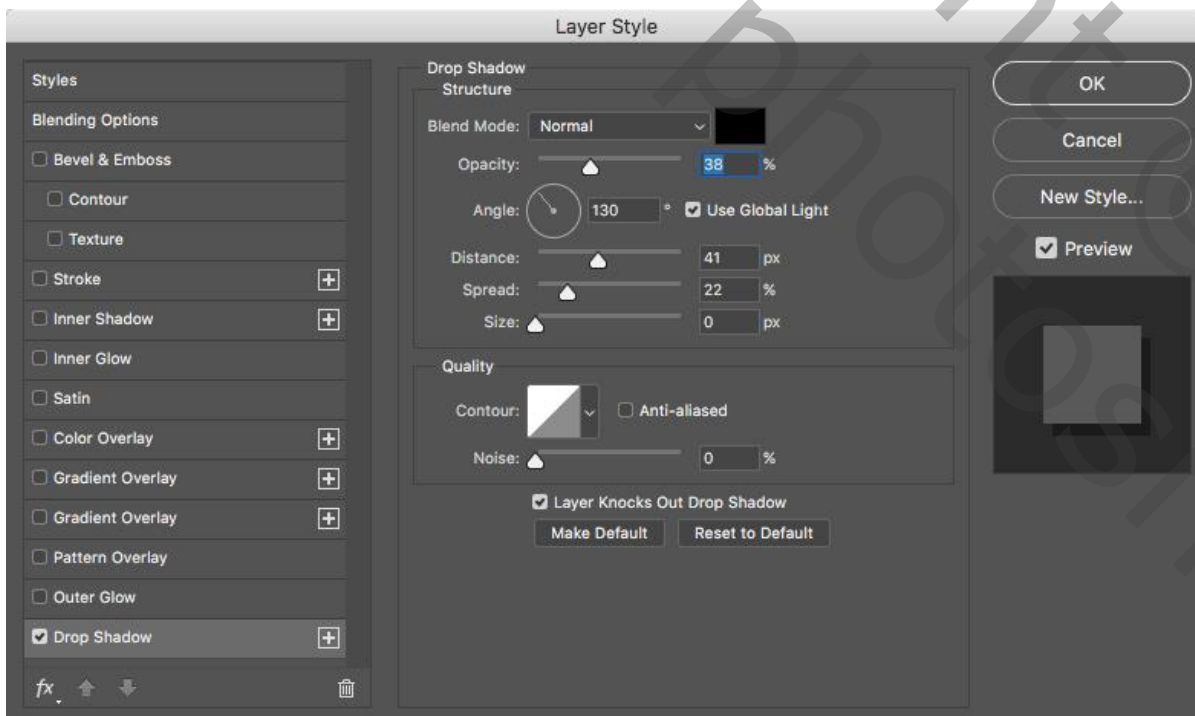 Layer Style
Styles
Blending Options
Bevel & Emboss
Contour
Texture
Stroke
Inner Shadow
Inner Glow
Satin
Color Overlay
Gradient Overlay
Gradient Overlay
Pattern Overlay
Outer Glow
Drop Shadow
fx
Drop Shadow
Structure
Blend Mode: Normal
Opacity: 38 %
Angle: 130 ° Use Global Light
Distance: 41 px
Spread: 22 %
Size: 0 px
Quality
Contour: Anti-aliased
Noise: 0 %
Layer Knocks Out Drop Shadow
Make Default Reset to Default
OK
Cancel
New Style...
Preview